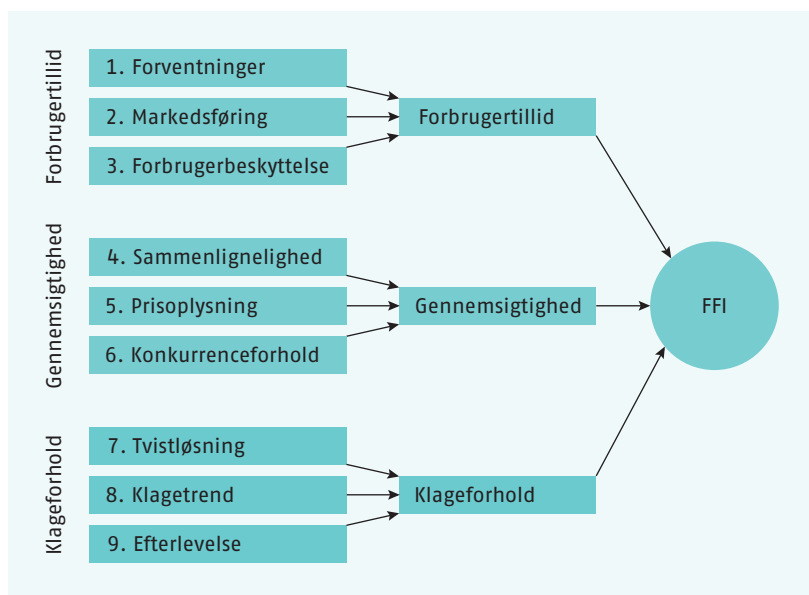 Forbrugertillid
1. Forventninger
2. Markedsføring
3. Forbrugerbeskyttelse
Forbrugertillid
Gennemsigtighed
4. Sammenlignelighed
5. Prisoplysning
6. Konkurrenceforhold
Gennemsigtighed
FFI
Klageforhold
7. Tvistløsning
8. Klagetrend
9. Efterlevelse
Klageforhold